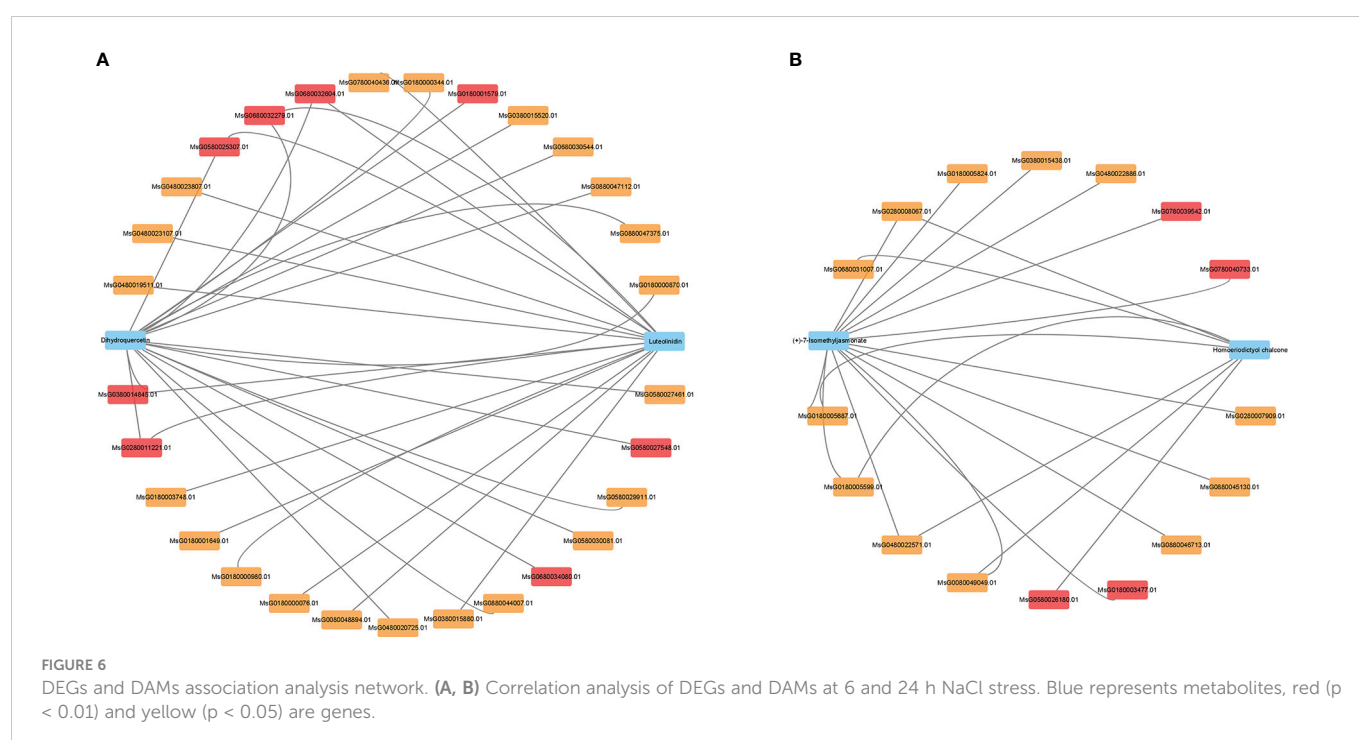 A
B
MsG0780040436.01
MsG0180000344.01
MsG0680032604.01
MsG0180001579.01
MsG0680032279.01
MsG0380015520.01
MsG0580025307.01
MsG0680030544.01
MsG0480023807.01
MsG0880047112.01
MsG0480023107.01
MsG0880047375.01
MsG0480019511.01
MsG0180000870.01
Dihydroquercetin
Luteolinidin
MsG0380014845.01
MsG0580027461.01
MsG0280011221.01
MsG0580027548.01
MsG0180003748.01
MsG0580029911.01
MsG0180001649.01
MsG0580030081.01
MsG0180000980.01
MsG0680034080.01
MsG0180000076.01
MsG0880044007.01
MsG0080048894.01
MsG0380015880.01
MsG0480020725.01
MsG0380015438.01
MsG0180005824.01
MsG0480022886.01
MsG0280008067.01
MsG0780039542.01
MsG0680031007.01
MsG0780040733.01
(+)-7-Isomethyljasmonate
Homoeriodictyol chalcone
MsG0180005687.01
MsG0280007909.01
MsG0180005599.01
MsG0880045130.01
MsG0480022571.01
MsG0880046713.01
MsG0080049049.01
MsG0180003477.01
MsG0580026180.01
FIGURE 6
DEGs and DAMs association analysis network. (A, B) Correlation analysis of DEGs and DAMs at 6 and 24 h NaCl stress. Blue represents metabolites, red (p
< 0.01) and yellow (p < 0.05) are genes.